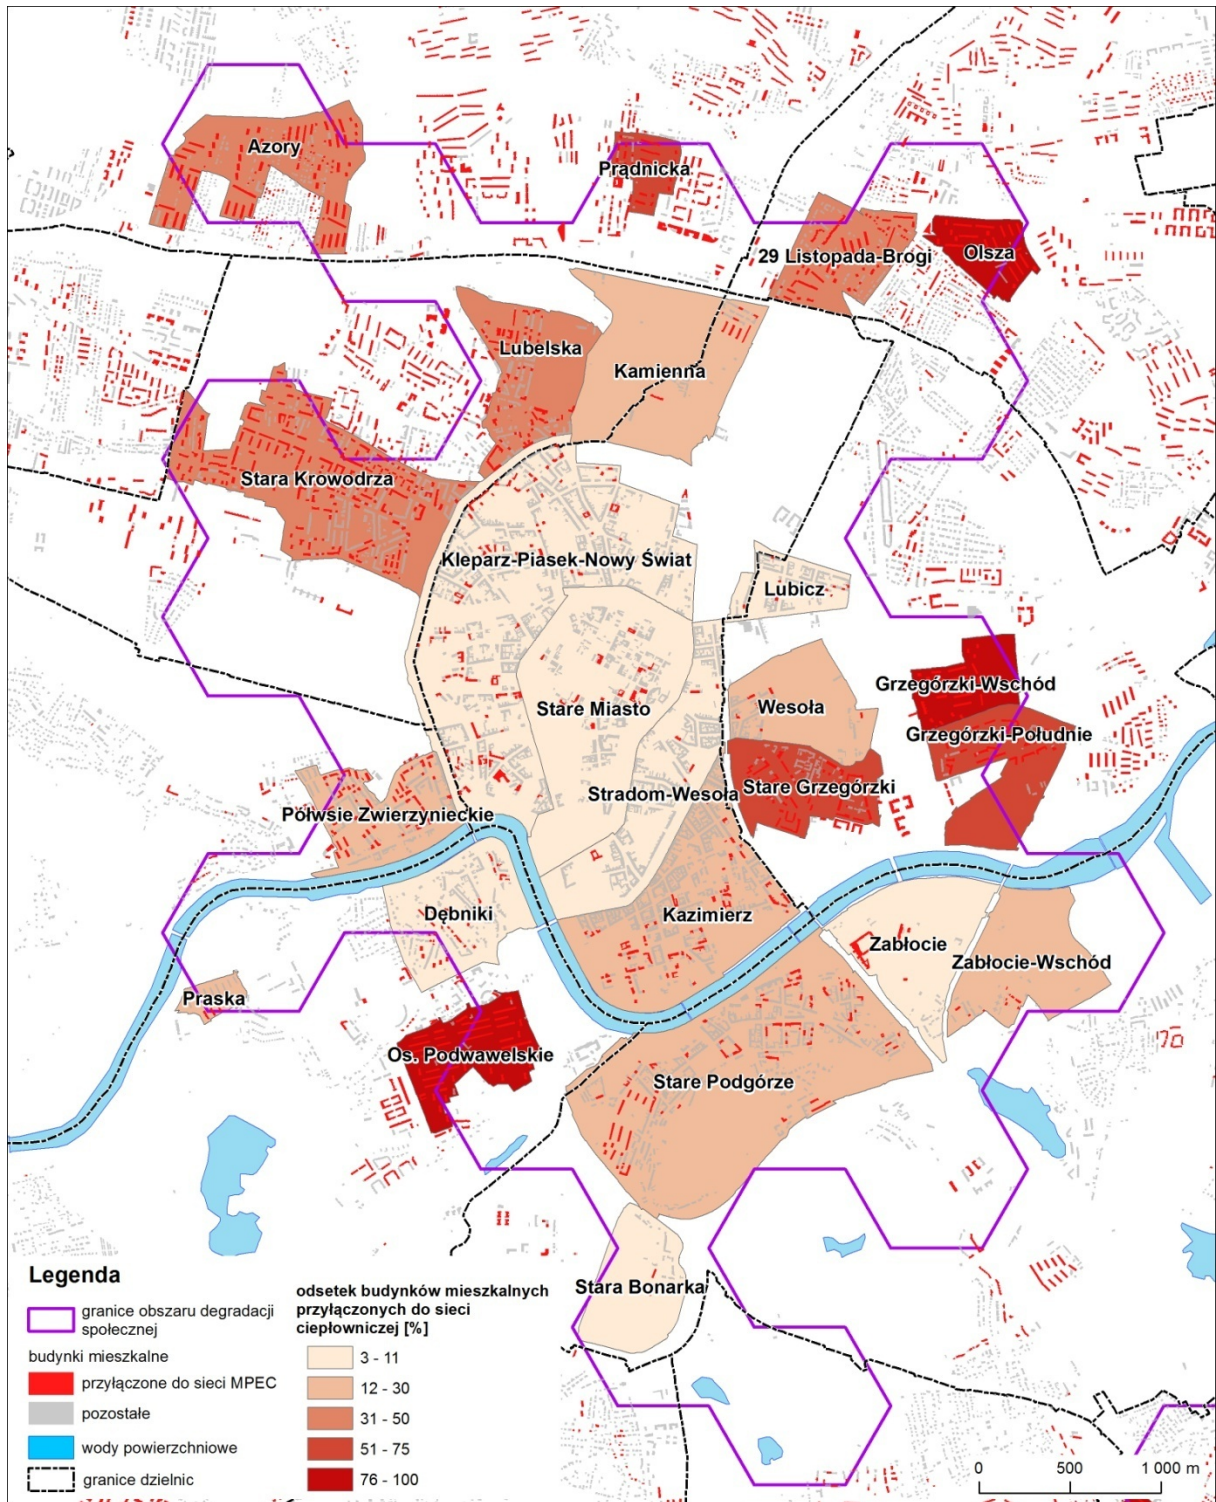 Azory
Prądnicka
29 Listopada-Brogi
Olsza
Lubelska
Kamienna
Stara Krowodrza
Kleparz-Piasek-Nowy Świat
Lubicz
Grzegórzki-Wschód
Stare Miasto
Wesoła
Grzegórzki-Południe
Stradom-Wesoła
Stare Grzegórzki
Półwsie Zwierzynieckie
Dębniki
Kazimierz
Zabłocie
Zabłocie-Wschód
Praska
Os. Podwawelskie
Stare Podgórze
Stara Bonarka
Legenda
granice obszaru degradacji
społecznej
budynki mieszkalne
przyłączone do sieci MPEC
pozostałe
wody powierzchniowe
granice dzielnic
odsetek budynków mieszkalnych
przyłączonych do sieci
ciepłowniczej [%]
3 - 11
12 - 30
31 - 50
51 - 75
76 - 100
0 500 1 000 m